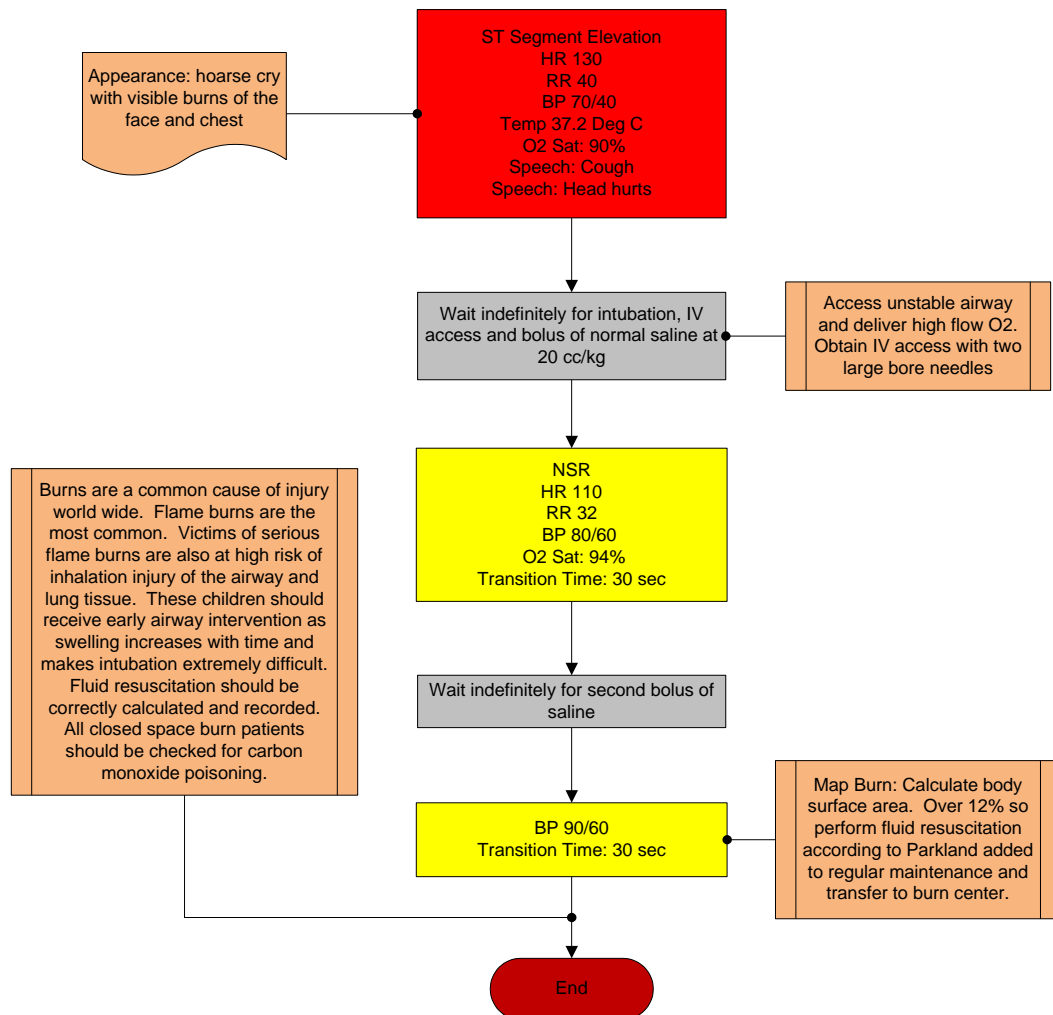 ST Segment Elevation
HR 130
RR 40
BP 70/40
Temp 37.2 Deg C
O2 Sat: 90%
Speech: Cough
Speech: Head hurts
Appearance: hoarse cry
with visible burns of the
face and chest
Wait indefinitely for intubation, IV
access and bolus of normal saline at
20 cc/kg
Access unstable airway
and deliver high flow O2.
Obtain IV access with two
large bore needles
NSR
HR 110
RR 32
BP 80/60
O2 Sat: 94%
Transition Time: 30 sec
Burns are a common cause of injury
world wide. Flame burns are the
most common. Victims of serious
flame burns are also at high risk of
inhalation injury of the airway and
lung tissue. These children should
receive early airway intervention as
swelling increases with time and
makes intubation extremely difficult.
Fluid resuscitation should be
correctly calculated and recorded.
All closed space burn patients
should be checked for carbon
monoxide poisoning.
Wait indefinitely for second bolus of
saline
BP 90/60
Transition Time: 30 sec
Map Burn: Calculate body
surface area. Over 12% so
perform fluid resuscitation
according to Parkland added
to regular maintenance and
transfer to burn center.
End